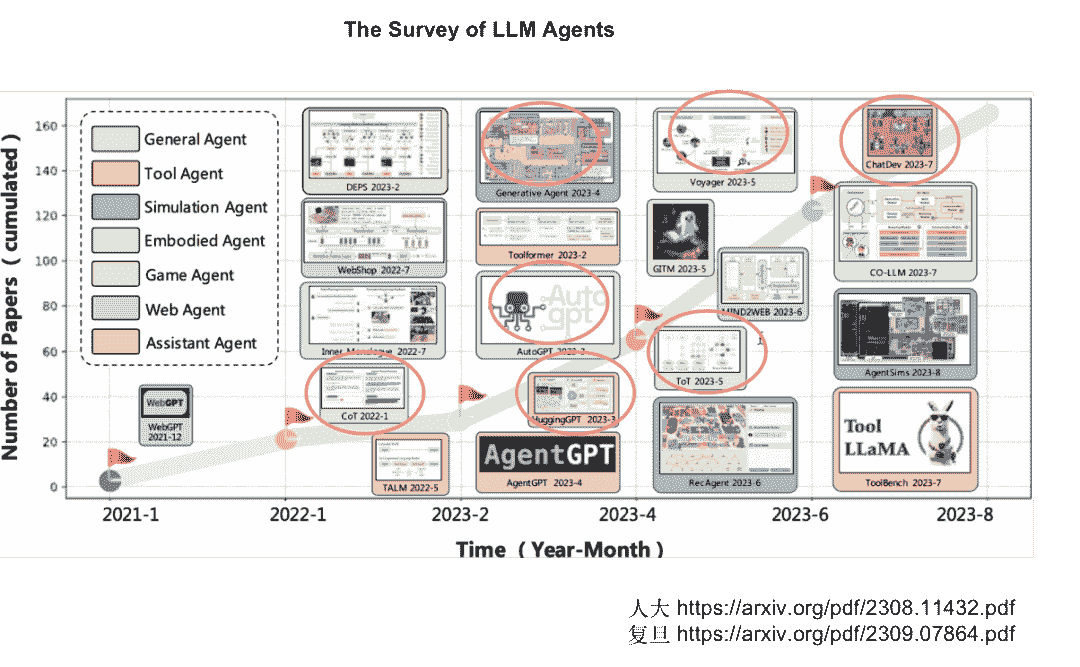 The Survey of LLM Agents
Number of Papers ( cumulated )
160
140
120
100
80
60
40
20
0
General Agent
Tool Agent
Simulation Agent
Embodied Agent
Game Agent
Web Agent
Assistant Agent
WebGPT
WebGPT
2021-12
DEPS 2023-2
WebShop 2022-7
Inner Monologue 2022-7
CoT 2022-1
TALM 2022-5
Generative Agent 2023-4
Toolformer 2023-2
Auto
gpt
AutoGPT
HuggingGPT 2023-3
AgentGPT
AgentGPT 2023-4
Voyager 2023-5
GITM 2023-5
MIND2WEB 2023-6
ToT 2023-5
RecAgent 2023-6
ChatDev 2023-7
CO-LLM 2023-7
AgentSims 2023-8
Tool
LLaMA
ToolBench 2023-7
2021-1
2022-1
2023-2
2023-4
2023-6
2023-8
Time ( Year-Month )
人大 https://arxiv.org/pdf/2308.11432.pdf
复旦 https://arxiv.org/pdf/2309.07864.pdf